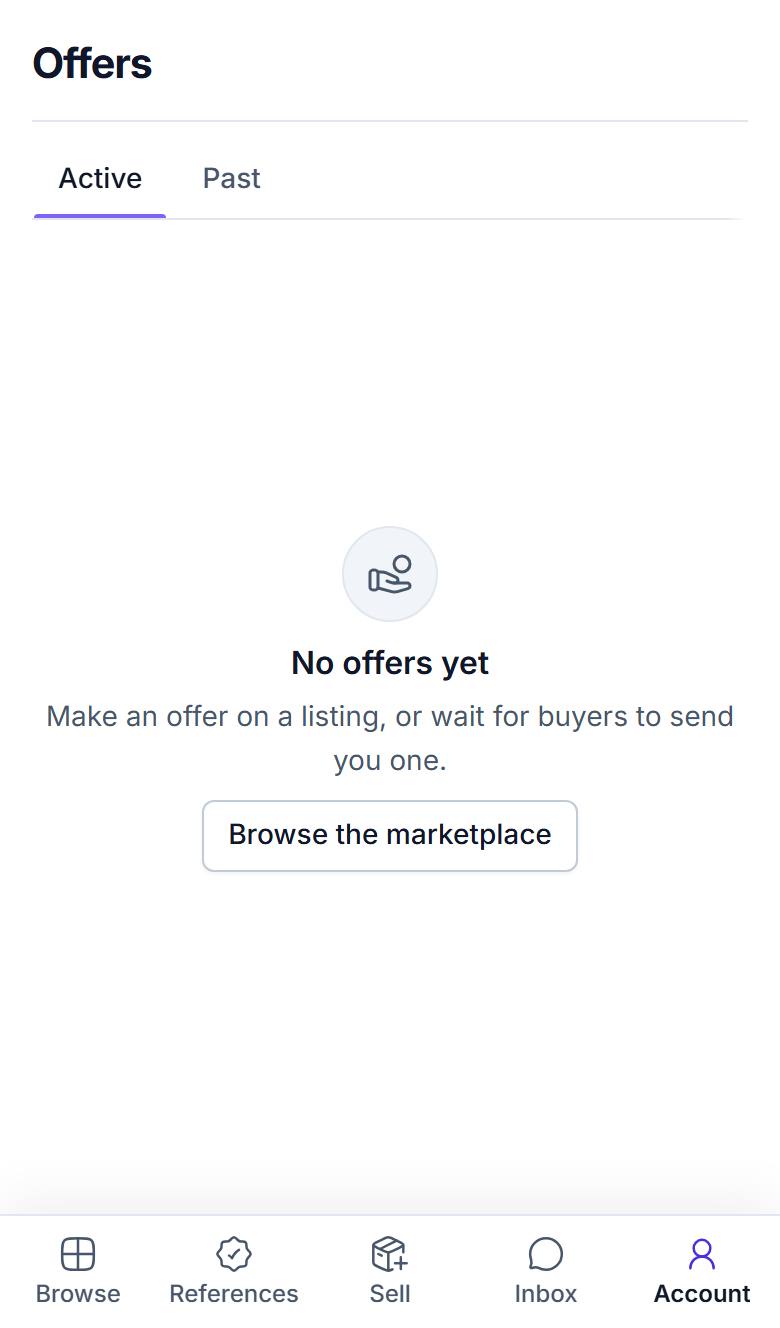 Offers
Active
Past
No offers yet
Make an offer on a listing, or wait for buyers to send
you one.
Browse the marketplace
Browse
References
Sell
Inbox
Account